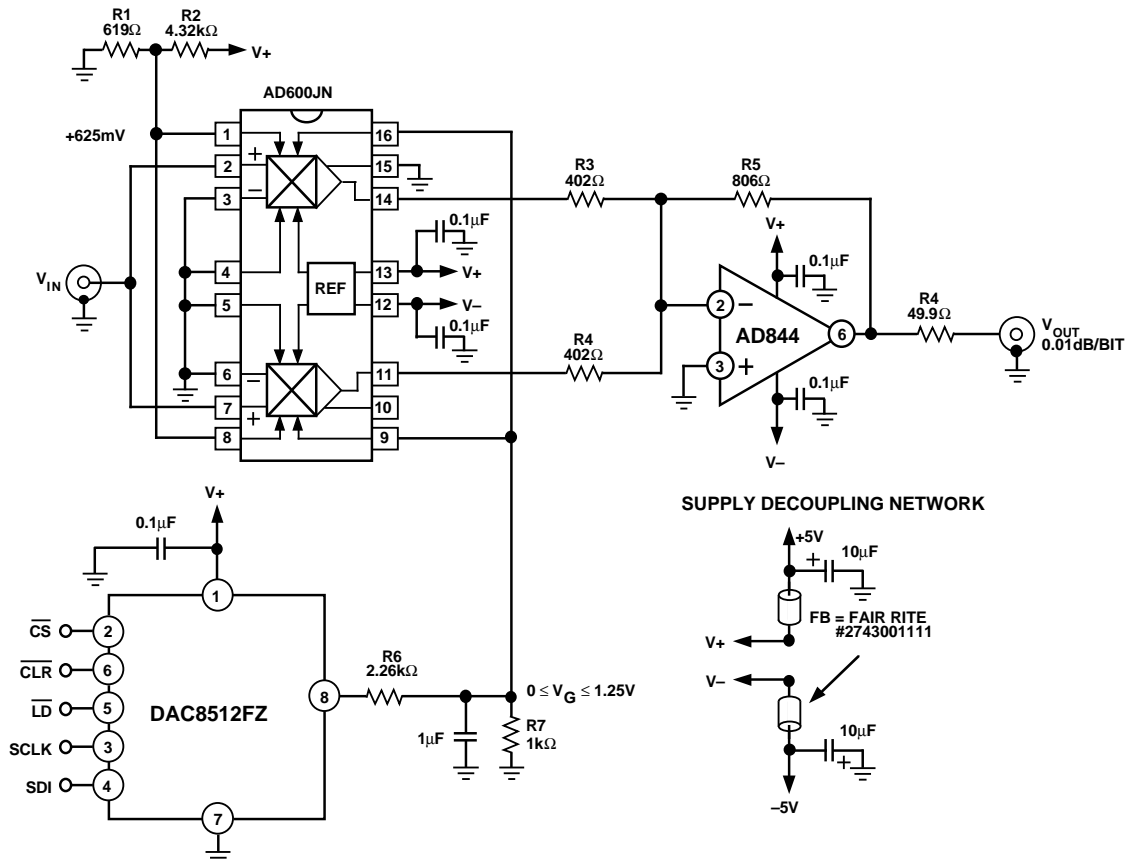 R1
619Ω
R2
4.32kΩ
V+
AD600JN
+625mV
1
16
2
+
15
3
–
14
R3
402Ω
R5
806Ω
0.1µF
V+
0.1µF
V_IN
4
13
V+
REF
5
12
V–
2
–
R4
49.9Ω
0.1µF
AD844
6
V_OUT
0.01dB/BIT
R4
402Ω
3
+
6
–
11
7
+
10
0.1µF
8
9
V–
V+
0.1µF
SUPPLY DECOUPLING NETWORK
+5V
+
10µF
1
FB = FAIR RITE
#2743001111
V+
C̅S̅
2
C̅L̅R̅
6
R6
2.26kΩ
V–
L̅D̅
5
DAC8512FZ
8
0 ≤ V_G ≤ 1.25V
SCLK
3
1µF
R7
1kΩ
10µF
+
SDI
4
7
–5V